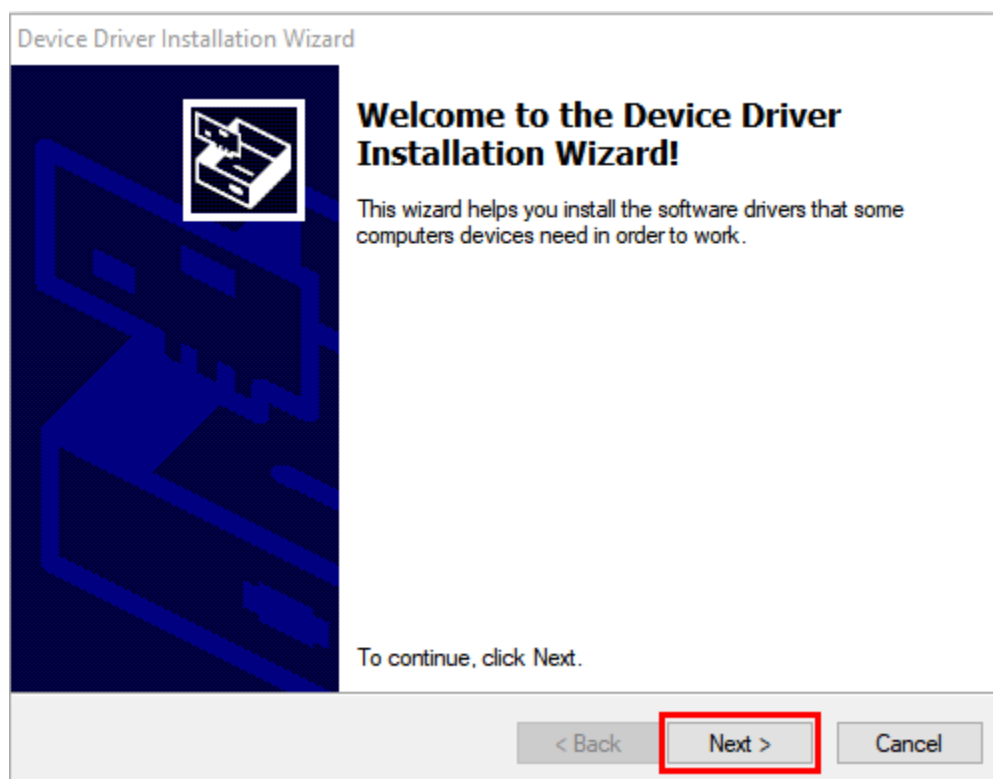 Device Driver Installation Wizard
Welcome to the Device Driver
Installation Wizard!
This wizard helps you install the software drivers that some
computers devices need in order to work.
To continue, click Next.
< Back Next > Cancel